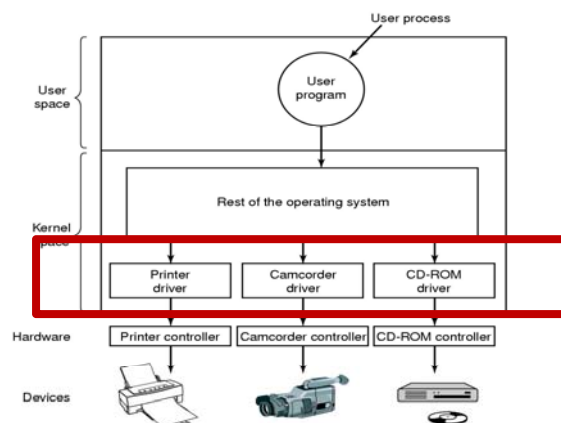 User process
User
program
User
space
Rest of the operating system
Kernel
space
Printer
driver
Camcorder
driver
CD-ROM
driver
Hardware
Printer controller
Camcorder controller
CD-ROM controller
Devices